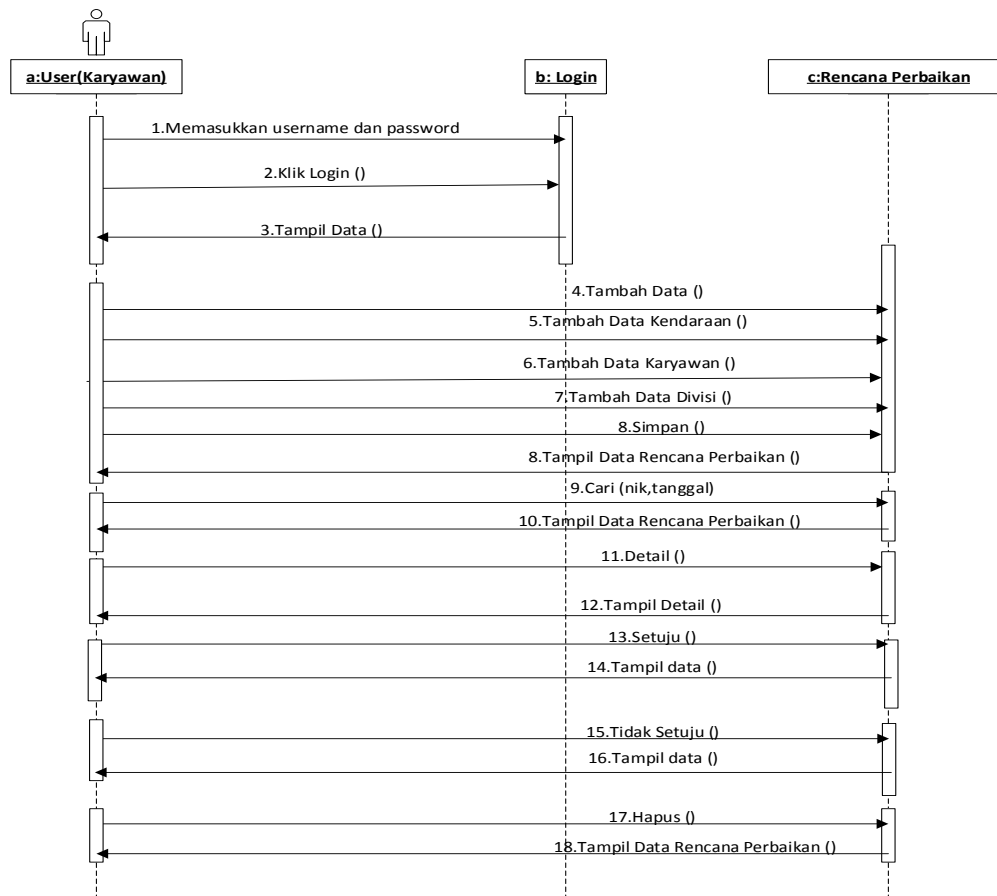 a:User(Karyawan)
b: Login
c:Rencana Perbaikan
1.Memasukkan username dan password
2.Klik Login ()
3.Tampil Data ()
4.Tambah Data ()
5.Tambah Data Kendaraan ()
6.Tambah Data Karyawan ()
7.Tambah Data Divisi ()
8.Simpan ()
8.Tampil Data Rencana Perbaikan ()
9.Cari (nik,tanggal)
10.Tampil Data Rencana Perbaikan ()
11.Detail ()
12.Tampil Detail ()
13.Setuju ()
14.Tampil data ()
15.Tidak Setuju ()
16.Tampil data ()
17.Hapus ()
18.Tampil Data Rencana Perbaikan ()